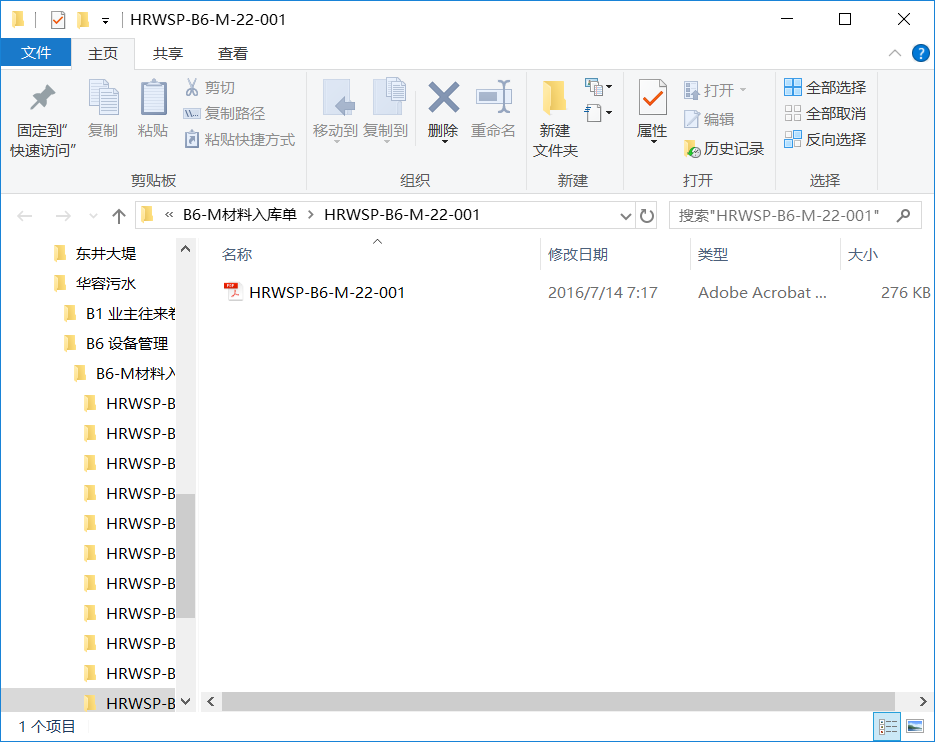 HRWSP-B6-M-22-001
文件 主页 共享 查看
固定到"快速访问"
复制
粘贴
剪切
复制路径
粘贴快捷方式
移动到 复制到 删除 重命名
新建
文件夹
属性
打开
编辑
历史记录
全部选择
全部取消
反向选择
剪贴板 组织 新建 打开 选择
« B6-M材料入库单 › HRWSP-B6-M-22-001
搜索"HRWSP-B6-M-22-001"
东井大堤
华容污水
B1 业主往来卷
B6 设备管理
B6-M材料入
HRWSP-B
HRWSP-B
HRWSP-B
HRWSP-B
HRWSP-B
HRWSP-B
HRWSP-B
HRWSP-B
HRWSP-B
HRWSP-B
HRWSP-B
名称 修改日期 类型 大小
HRWSP-B6-M-22-001 2016/7/14 7:17 Adobe Acrobat ... 276 KB
1 个项目